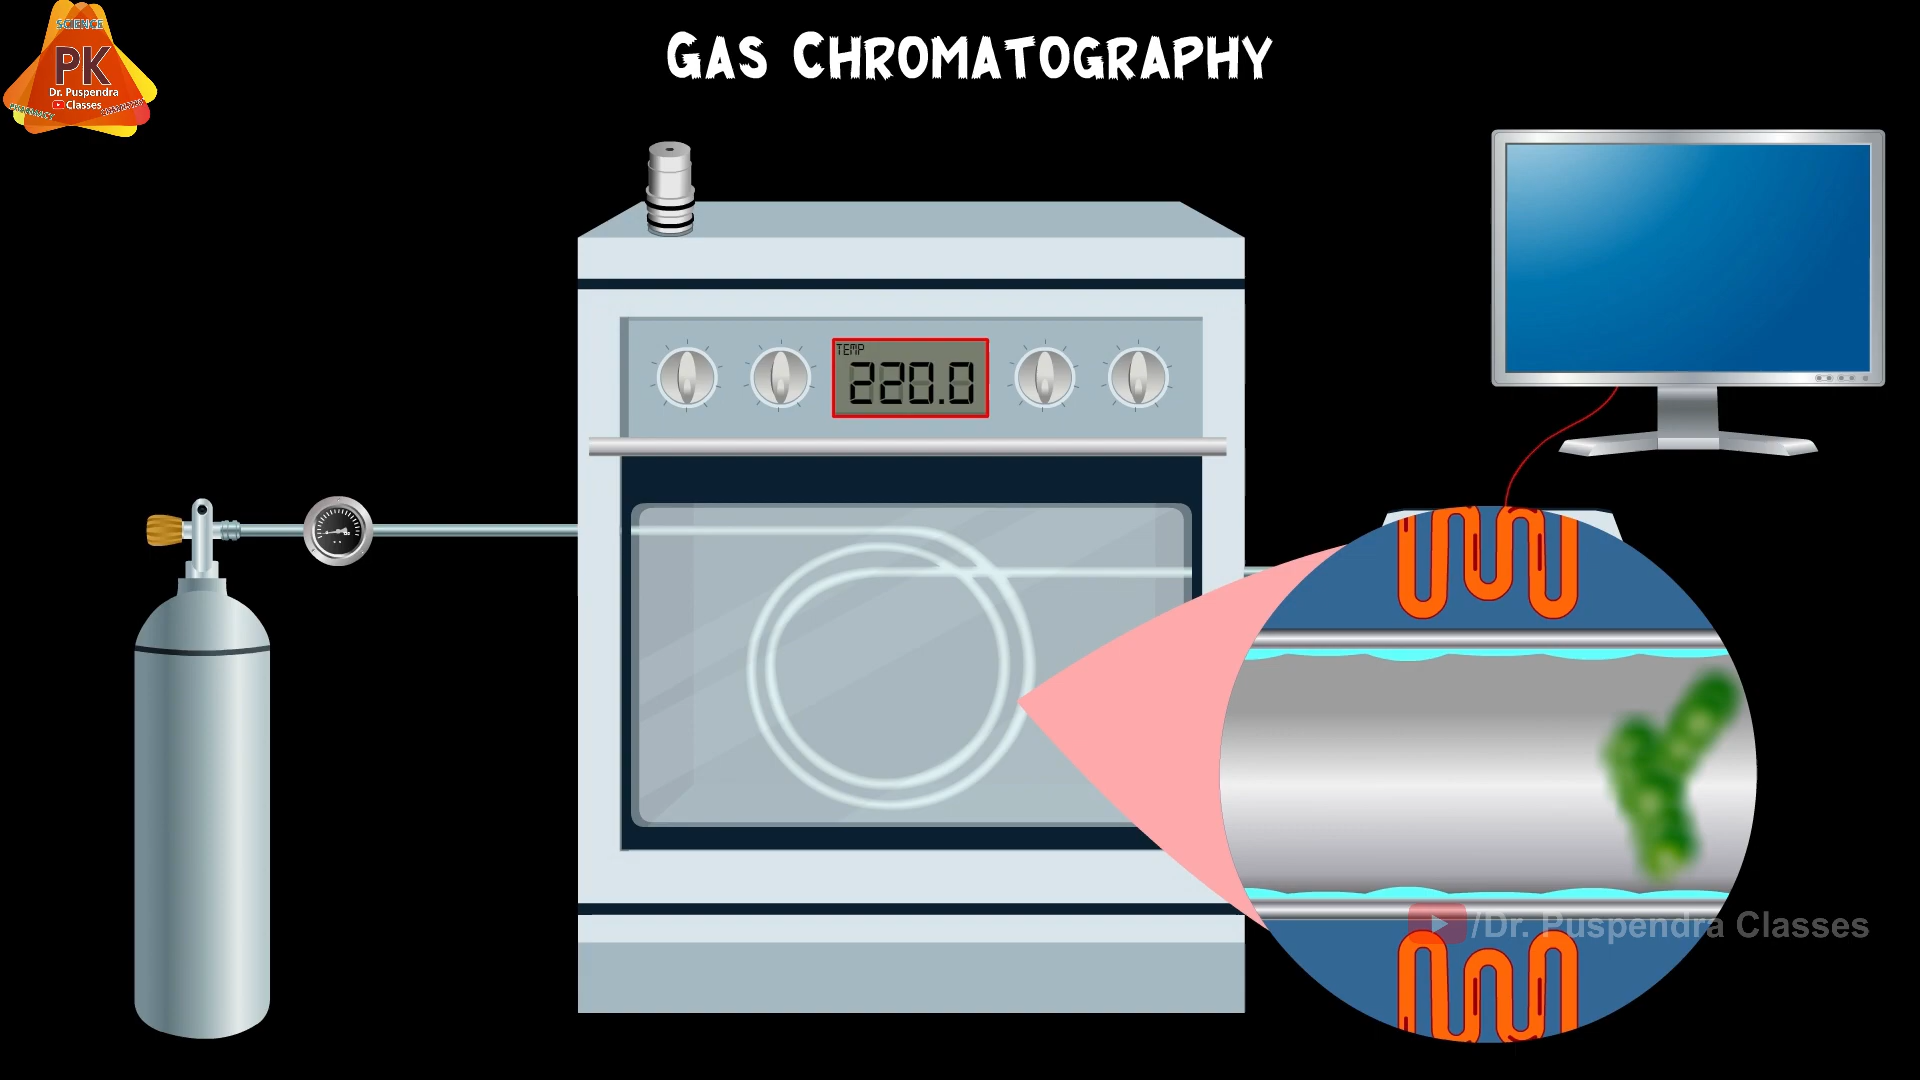 SCIENCE
PK
Dr. Puspendra
Classes
GAS CHROMATOGRAPHY
TEMP
220.0
/Dr. Puspendra Classes